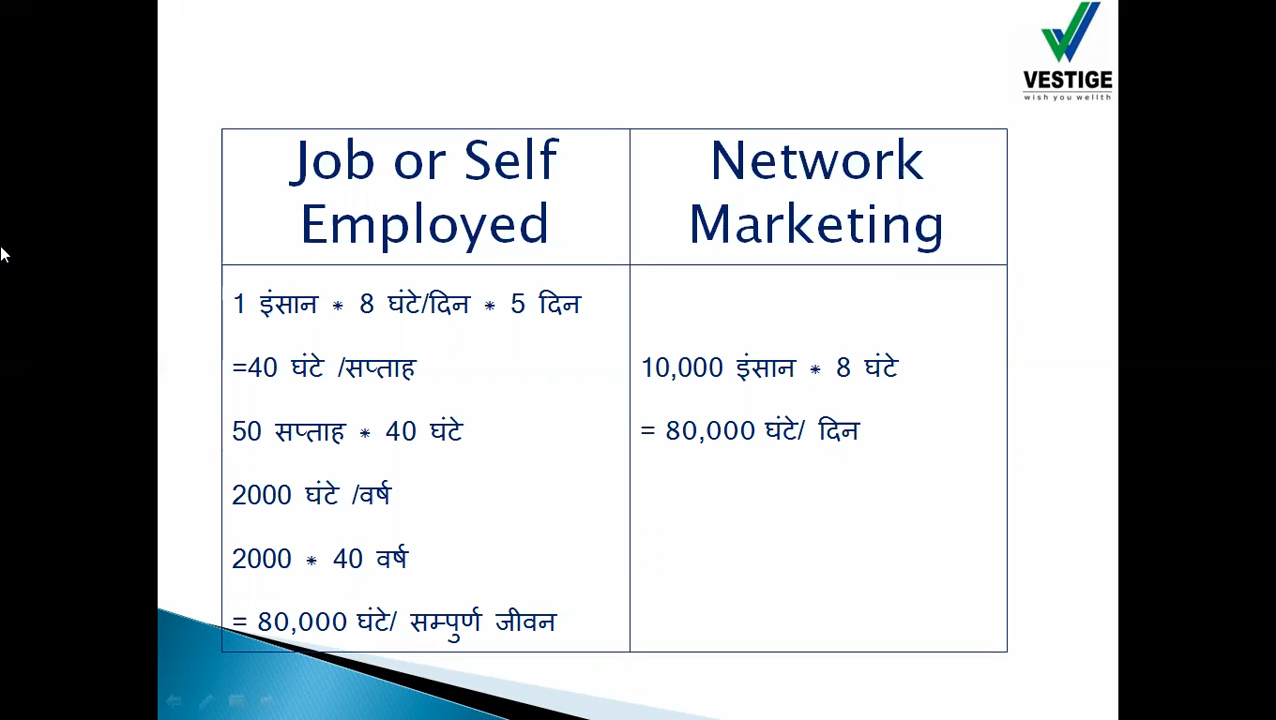 VESTIGE
wish you wellth
Job or Self
Employed
Network
Marketing
1 इंसान * 8 घंटे/दिन * 5 दिन
=40 घंटे /सप्ताह
50 सप्ताह * 40 घंटे
2000 घंटे /वर्ष
2000 * 40 वर्ष
= 80,000 घंटे/ सम्पुर्ण जीवन
10,000 इंसान * 8 घंटे
= 80,000 घंटे/ दिन